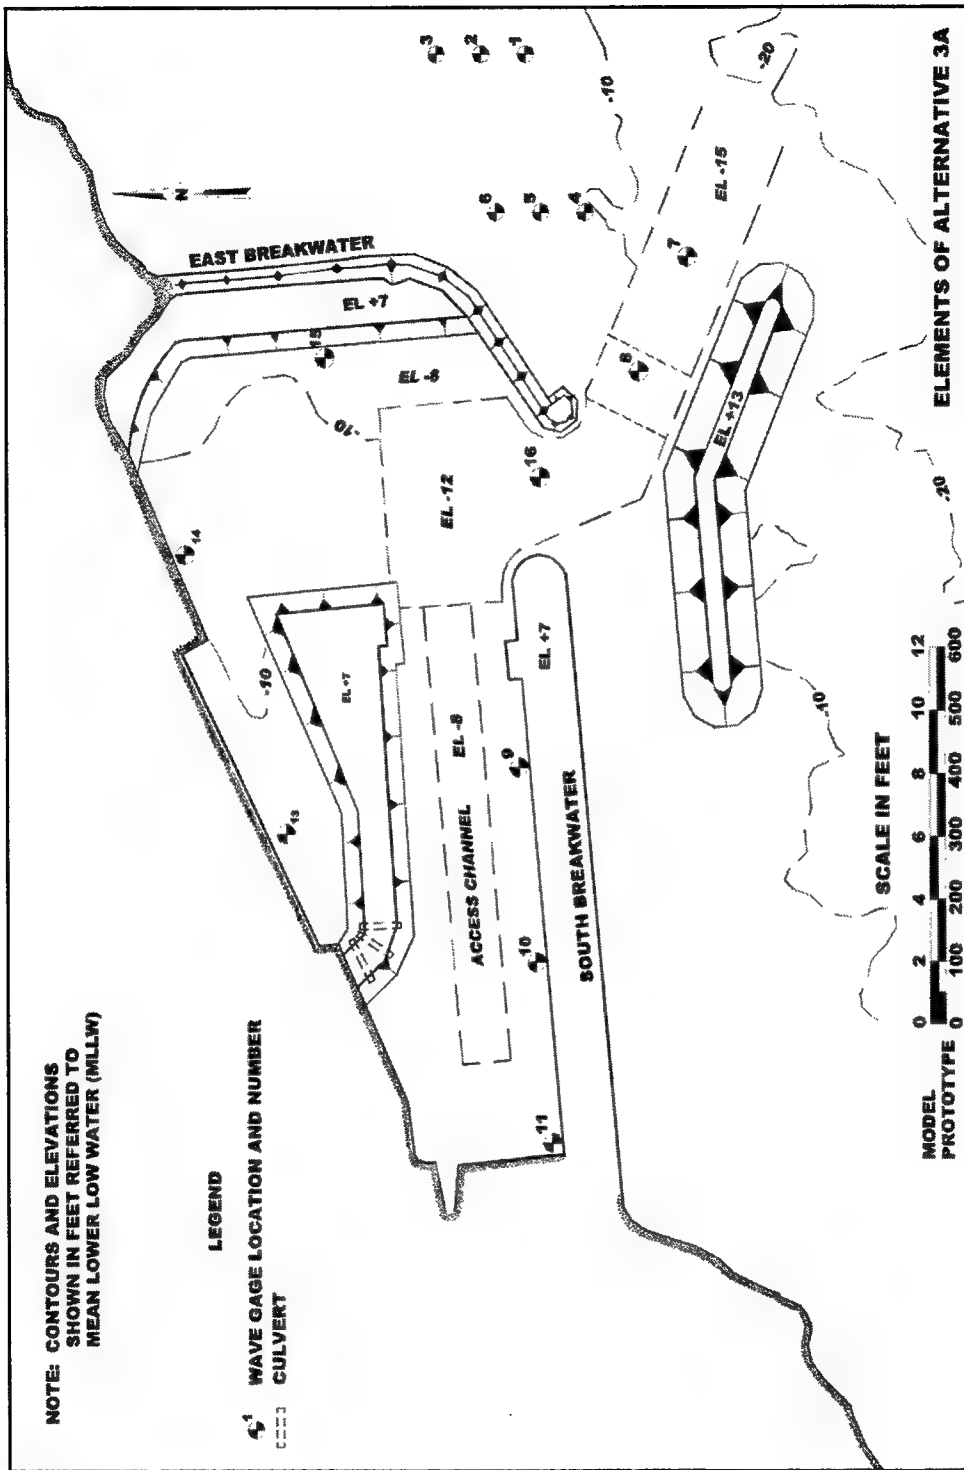 NOTE: CONTOURS AND ELEVATIONS
SHOWN IN FEET REFERRED TO
MEAN LOWER LOW WATER (MLLW)
LEGEND
1 WAVE GAGE LOCATION AND NUMBER
CULVERT
N
EAST BREAKWATER
EL +7
15
EL -6
-10
14
13
-10
EL +7
EL -12
16
EL -8
ACCESS CHANNEL
9
10
11
EL +7
SOUTH BREAKWATER
3
2
1
6
5
4
-10
-20
EL -15
7
8
EL +13
-20
-10
SCALE IN FEET
MODEL 0 2 4 6 8 10 12
PROTOTYPE 0 100 200 300 400 500 600
ELEMENTS OF ALTERNATIVE 3A